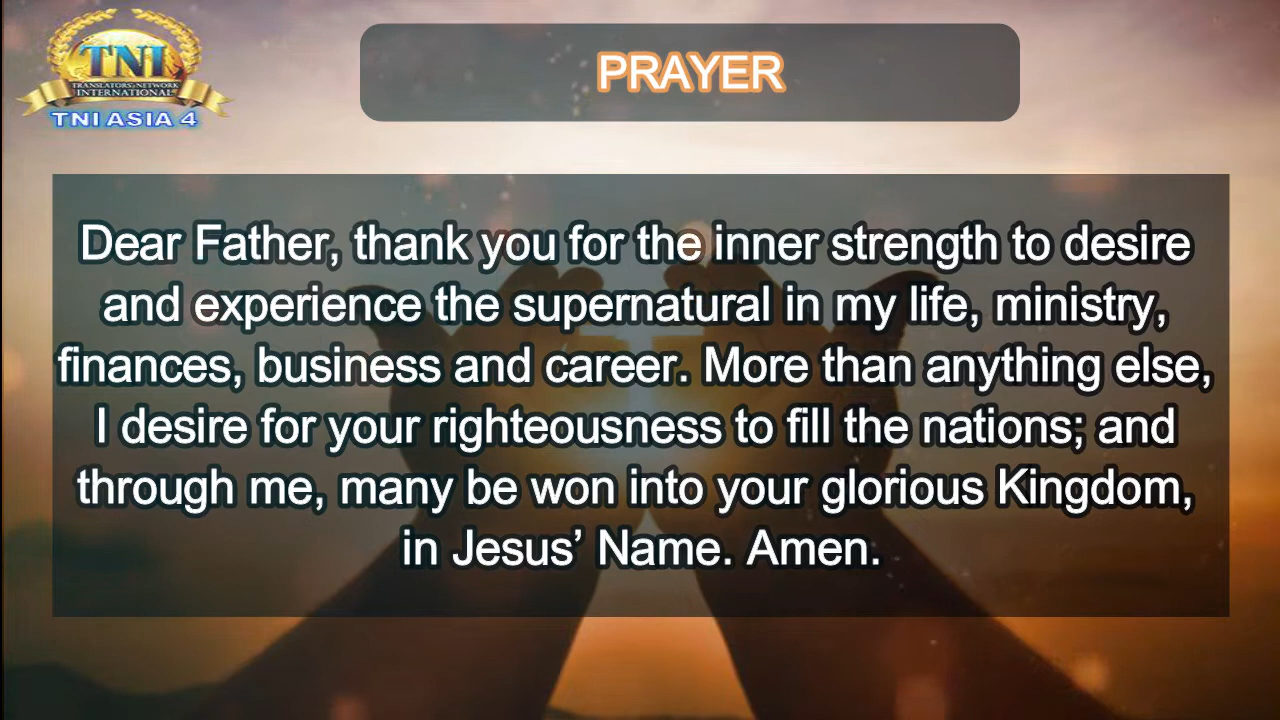 TNI
TRANSLATORS' NETWORK
INTERNATIONAL
TNI ASIA 4
PRAYER
Dear Father, thank you for the inner strength to desire
and experience the supernatural in my life, ministry,
finances, business and career. More than anything else,
I desire for your righteousness to fill the nations; and
through me, many be won into your glorious Kingdom,
in Jesus’ Name. Amen.